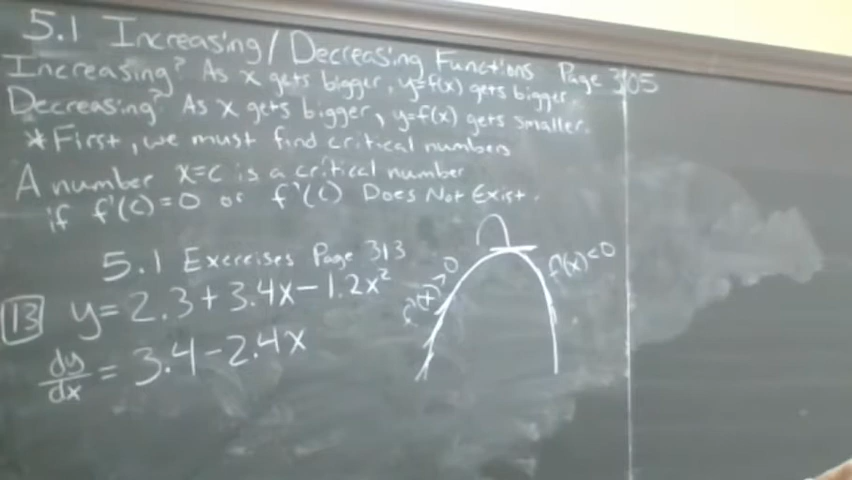 5.1 Increasing/Decreasing Functions Page 305
Increasing? As x gets bigger, y=f(x) gets bigger
Decreasing? As x gets bigger, y=f(x) gets smaller.
*First, we must find critical numbers
A number x=c is a critical number
if f'(c)=0 or f'(c) Does Not Exist.
5.1 Exercises Page 313
13 y=2.3+3.4x-1.2x²
dy/dx = 3.4-2.4x
f'(x)>0
f'(x)<0